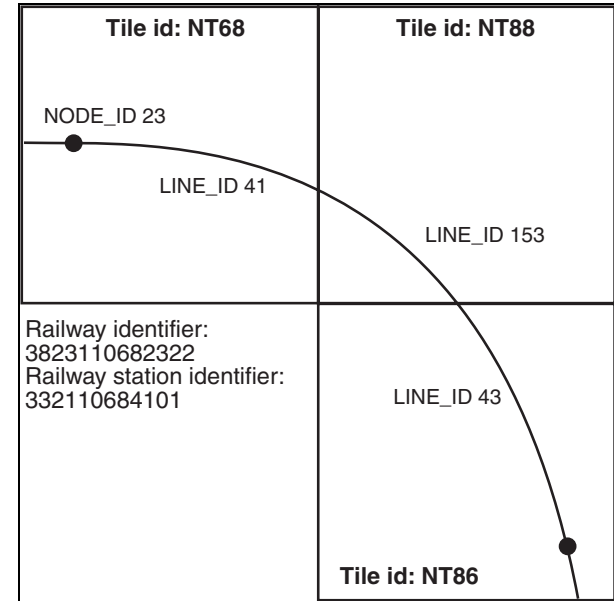 Tile id: NT68
Tile id: NT88
NODE_ID 23
LINE_ID 41
LINE_ID 153
Railway identifier:
3823110682322
Railway station identifier:
332110684101
LINE_ID 43
Tile id: NT86